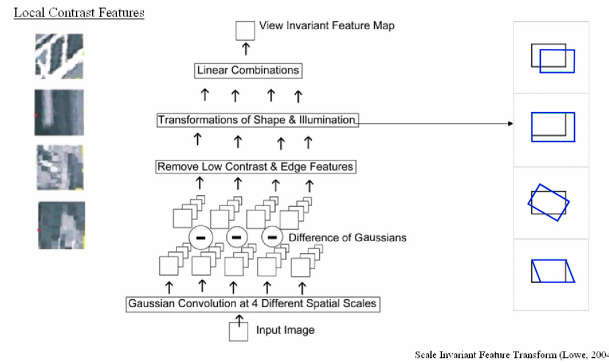 Local Contrast Features
View Invariant Feature Map
Linear Combinations
Transformations of Shape & Illumination
Remove Low Contrast & Edge Features
Difference of Gaussians
Gaussian Convolution at 4 Different Spatial Scales
Input Image
Scale Invariant Feature Transform (Lowe, 2004